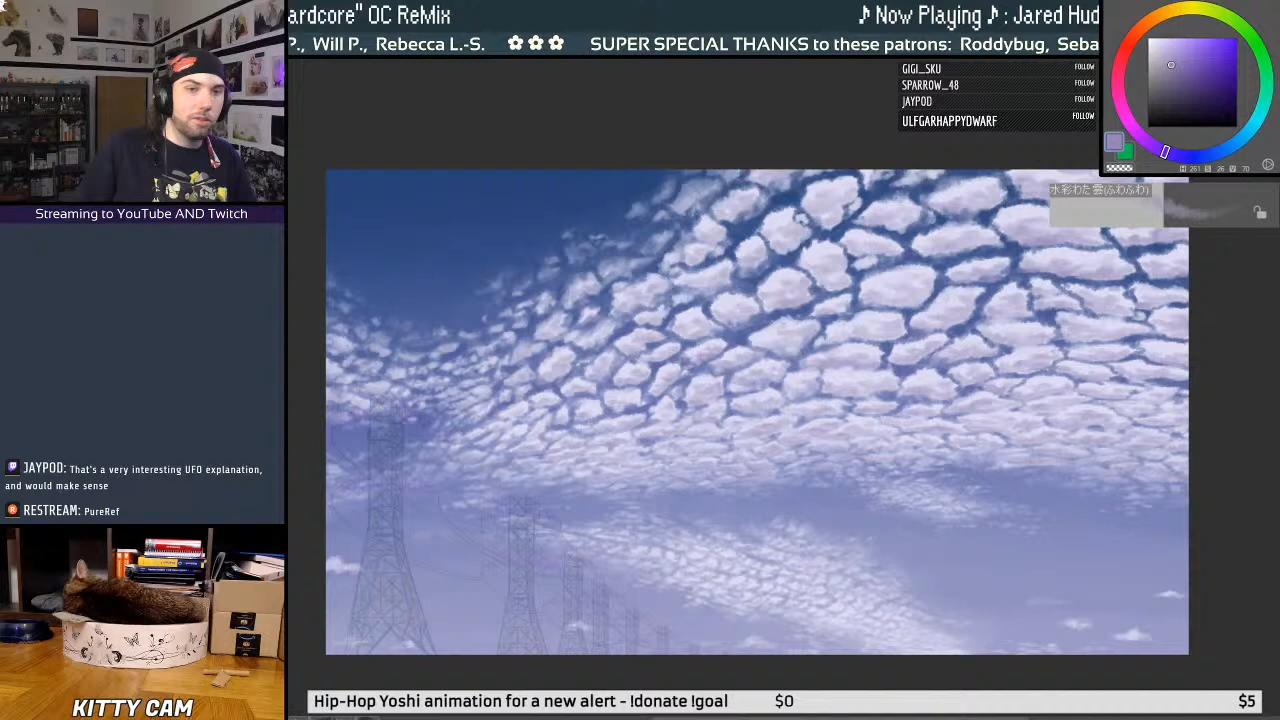 ardcore" OC ReMix
♪ Now Playing ♪ : Jared Hud
P., Will P., Rebecca L.-S. ✿ ✿ ✿ SUPER SPECIAL THANKS to these patrons: Roddybug, Seba
GIGI_SKU FOLLOW
SPARROW_48 FOLLOW
JAYPOD FOLLOW
ULFGARHAPPYDWARF FOLLOW
H 261 S 26 V 70
水彩わた雲(ふわふわ)
Streaming to YouTube AND Twitch
JAYPOD: That's a very interesting UFO explanation,
and would make sense
RESTREAM: PureRef
KITTY CAM
Hip-Hop Yoshi animation for a new alert - !donate !goal $0 $5